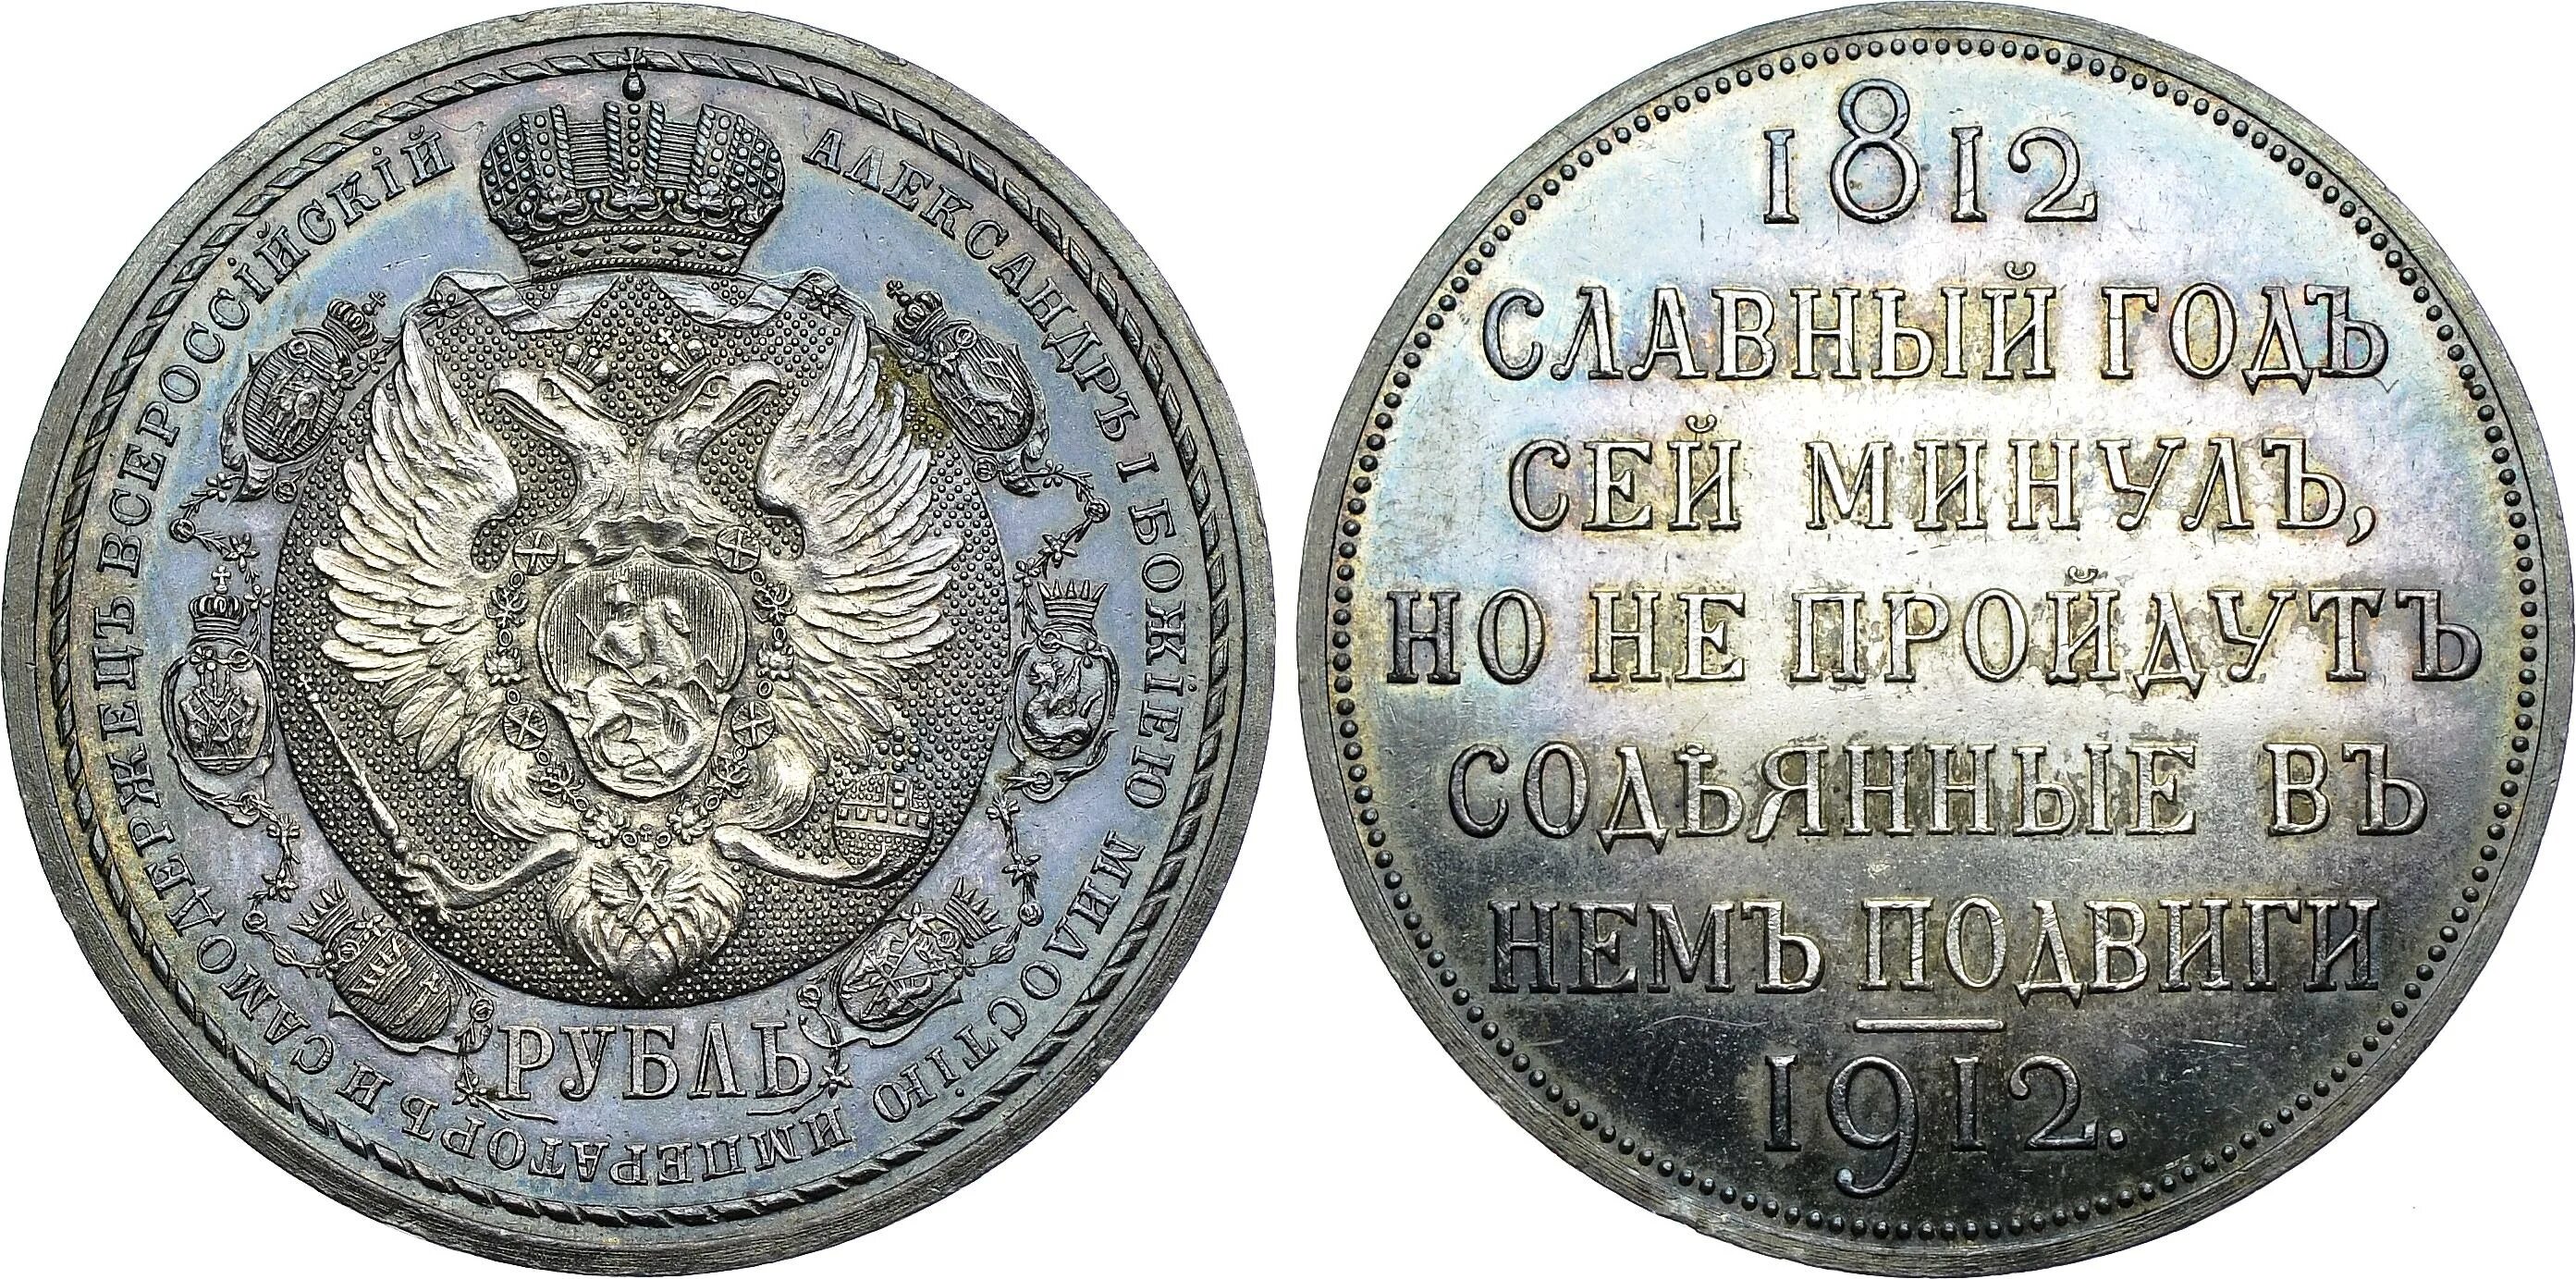 АЛЕКСАНДРЪ I БОЖІЕЮ МИЛОСТІЮ ИМПЕРАТОРЪ И САМОДЕРЖЕЦЪ ВСЕРОССІЙСКІЙ
РУБЛЬ
1812
СЛАВНЫЙ ГОДЪ
СЕЙ МИНУЛЪ,
НО НЕ ПРОЙДУТЪ
СОДѢЯННЫЕ ВЪ
НЕМЪ ПОДВИГИ
1912.